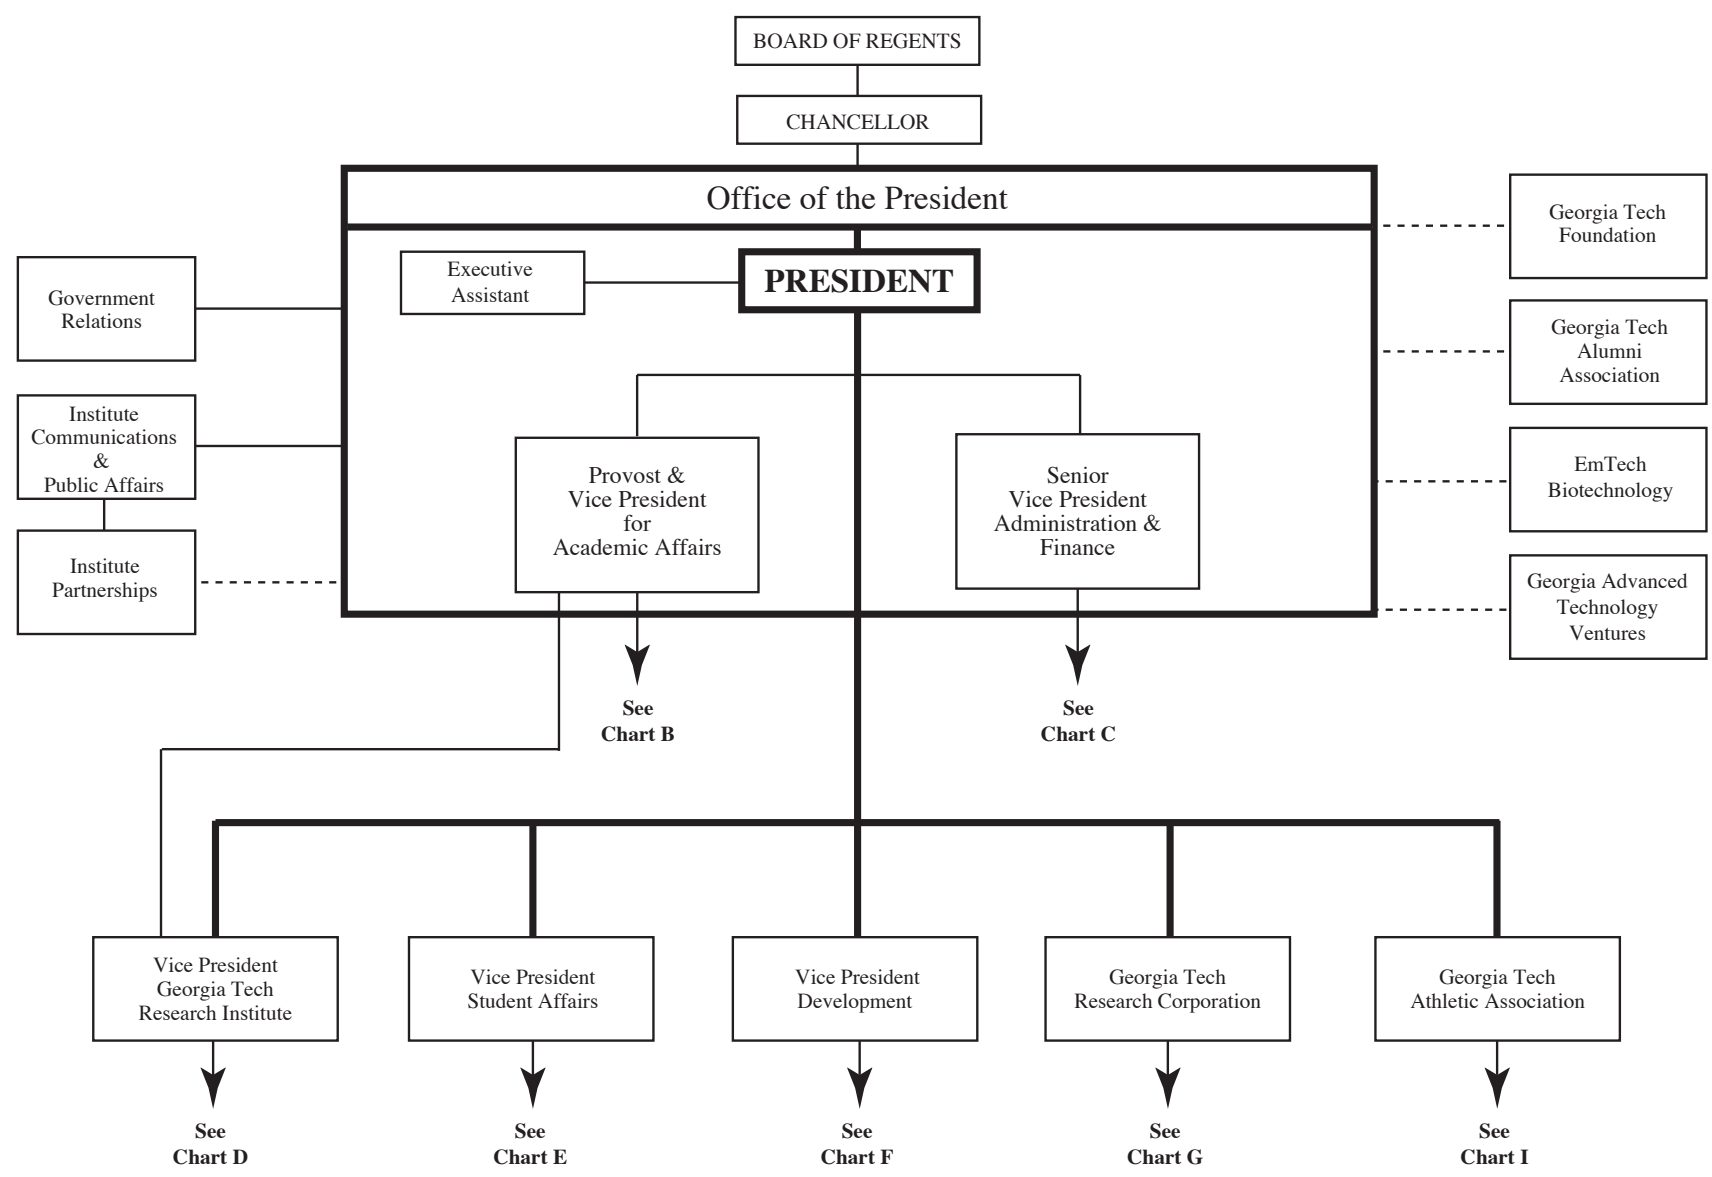 BOARD OF REGENTS
CHANCELLOR
Office of the President
PRESIDENT
Executive
Assistant
Government
Relations
Institute
Communications
&
Public Affairs
Institute
Partnerships
Georgia Tech
Foundation
Georgia Tech
Alumni
Association
EmTech
Biotechnology
Georgia Advanced
Technology
Ventures
Provost &
Vice President
for
Academic Affairs
Senior
Vice President
Administration &
Finance
See
Chart B
See
Chart C
Vice President
Georgia Tech
Research Institute
Vice President
Student Affairs
Vice President
Development
Georgia Tech
Research Corporation
Georgia Tech
Athletic Association
See
Chart D
See
Chart E
See
Chart F
See
Chart G
See
Chart I